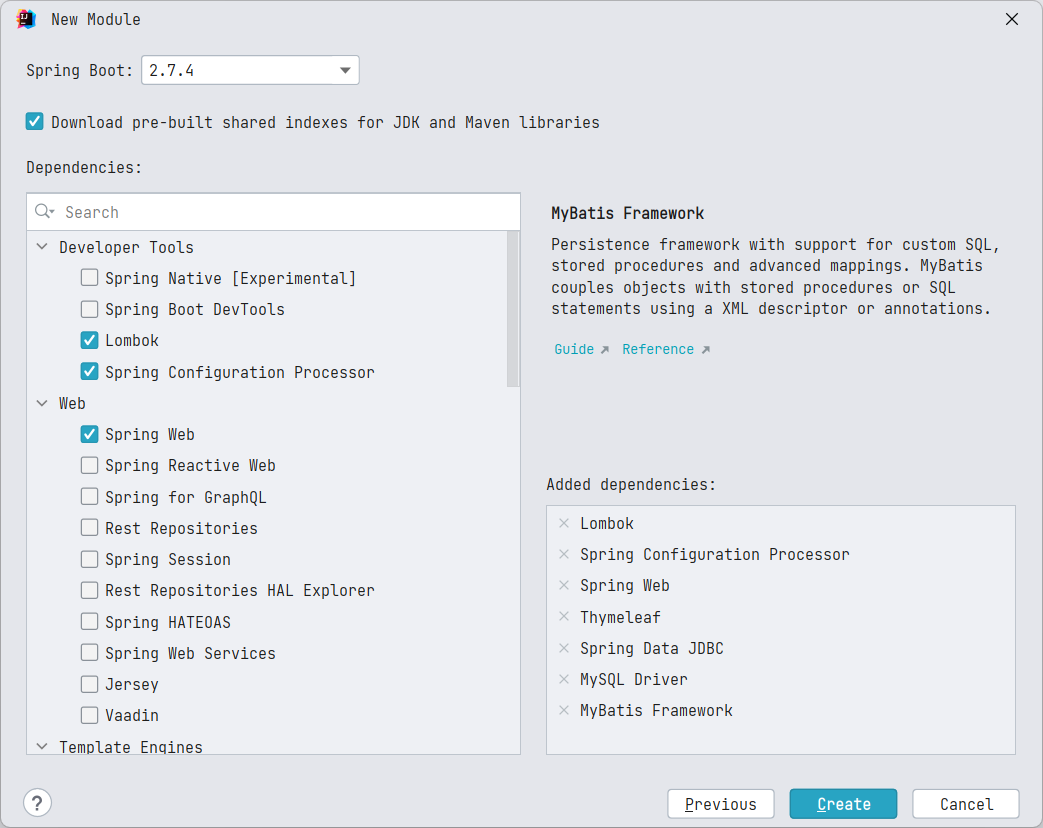 New Module
Spring Boot: 2.7.4
Download pre-built shared indexes for JDK and Maven libraries
Dependencies:
Search
Developer Tools
Spring Native [Experimental]
Spring Boot DevTools
Lombok
Spring Configuration Processor
Web
Spring Web
Spring Reactive Web
Spring for GraphQL
Rest Repositories
Spring Session
Rest Repositories HAL Explorer
Spring HATEOAS
Spring Web Services
Jersey
Vaadin
Template Engines
MyBatis Framework
Persistence framework with support for custom SQL,
stored procedures and advanced mappings. MyBatis
couples objects with stored procedures or SQL
statements using a XML descriptor or annotations.
Guide Reference
Added dependencies:
Lombok
Spring Configuration Processor
Spring Web
Thymeleaf
Spring Data JDBC
MySQL Driver
MyBatis Framework
? Previous Create Cancel